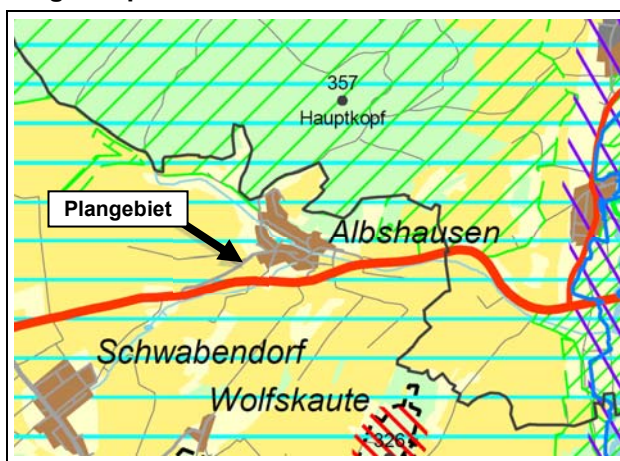 357
Hauptkopf
Plangebiet
Albshausen
Schwabendorf
Wolfskaute
326